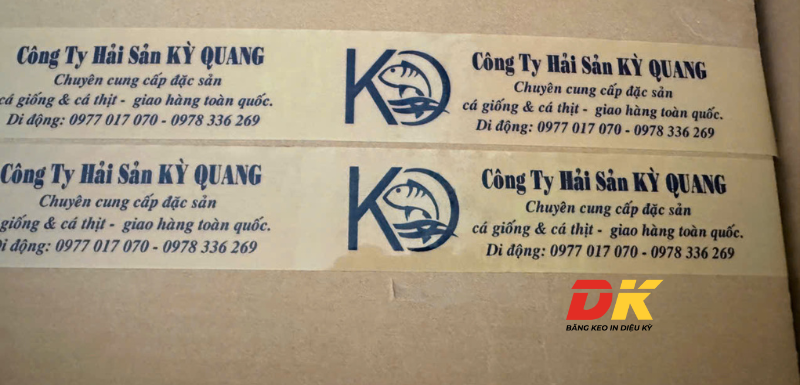 Công Ty Hải Sản KỲ QUANG
Chuyên cung cấp đặc sản
cá giống & cá thịt - giao hàng toàn quốc.
Di động: 0977 017 070 - 0978 336 269
K
Công Ty Hải Sản KỲ QUANG
Chuyên cung cấp đặc sản
cá giống & cá thịt - giao hàng toàn quốc.
Di động: 0977 017 070 - 0978 336 269
Công Ty Hải Sản KỲ QUANG
Chuyên cung cấp đặc sản
giống & cá thịt - giao hàng toàn quốc.
Di động: 0977 017 070 - 0978 336 269
K
Công Ty Hải Sản KỲ QUANG
Chuyên cung cấp đặc sản
cá giống & cá thịt - giao hàng toàn quốc.
Di động: 0977 017 070 - 0978 336 269
DK
BĂNG KEO IN DIỆU KỲ